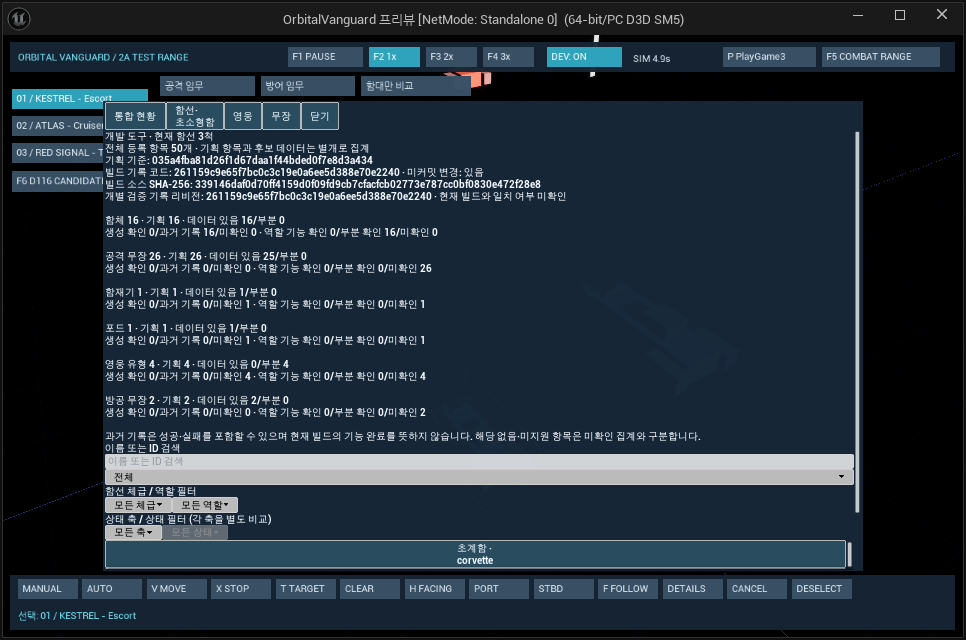 OrbitalVanguard 프리뷰 [NetMode: Standalone 0]  (64-bit/PC D3D SM5)
ORBITAL VANGUARD / 2A TEST RANGE
F1 PAUSE
F2 1x
F3 2x
F4 3x
DEV: ON
SIM 4.9s
P PlayGame3
F5 COMBAT RANGE
공격 임무
방어 임무
함대만 비교
01 / KESTREL - Escort
02 / ATLAS - Cruiser
03 / RED SIGNAL - T
F6 D116 CANDIDAT
통합 현황
함선·
초소형함
영웅
무장
닫기
개발 도구 · 현재 함선 3척
전체 등록 항목 50개 · 기획 항목과 후보 데이터는 별개로 집계
기획 기준: 035a4fba81d26f1d67daa1f44bded0f7e8d3a434
빌드 기록 코드: 261159c9e65f7bc0c3c19e0a6ee5d388e70e2240 · 미커밋 변경: 있음
빌드 소스 SHA-256: 339146daf0d70ff4159d0f09fd9cb7cfacfcb02773e787cc0bf0830e472f28e8
개별 검증 기록 리비전: 261159c9e65f7bc0c3c19e0a6ee5d388e70e2240 · 현재 빌드와 일치 여부 미확인
함체 16 · 기획 16 · 데이터 있음 16/부분 0
생성 확인 0/과거 기록 16/미확인 0 · 역할 기능 확인 0/부분 확인 16/미확인 0
공격 무장 26 · 기획 26 · 데이터 있음 25/부분 0
생성 확인 0/과거 기록 0/미확인 0 · 역할 기능 확인 0/부분 확인 0/미확인 26
함재기 1 · 기획 1 · 데이터 있음 1/부분 0
생성 확인 0/과거 기록 0/미확인 1 · 역할 기능 확인 0/부분 확인 0/미확인 1
포드 1 · 기획 1 · 데이터 있음 1/부분 0
생성 확인 0/과거 기록 0/미확인 1 · 역할 기능 확인 0/부분 확인 0/미확인 1
영웅 유형 4 · 기획 4 · 데이터 있음 0/부분 4
생성 확인 0/과거 기록 0/미확인 4 · 역할 기능 확인 0/부분 확인 0/미확인 4
방공 무장 2 · 기획 2 · 데이터 있음 2/부분 0
생성 확인 0/과거 기록 0/미확인 0 · 역할 기능 확인 0/부분 확인 0/미확인 2
과거 기록은 성공·실패를 포함할 수 있으며 현재 빌드의 기능 완료를 뜻하지 않습니다. 해당 없음·미지원 항목은 미확인 집계와 구분합니다.
이름 또는 ID 검색
이름 또는 ID 검색
전체
함선 체급 / 역할 필터
모든 체급
모든 역할
상태 축 / 상태 필터 (각 축을 별도 비교)
모든 축
모든 상태
초계함 ·
corvette
MANUAL
AUTO
V MOVE
X STOP
T TARGET
CLEAR
H FACING
PORT
STBD
F FOLLOW
DETAILS
CANCEL
DESELECT
선택: 01 / KESTREL - Escort